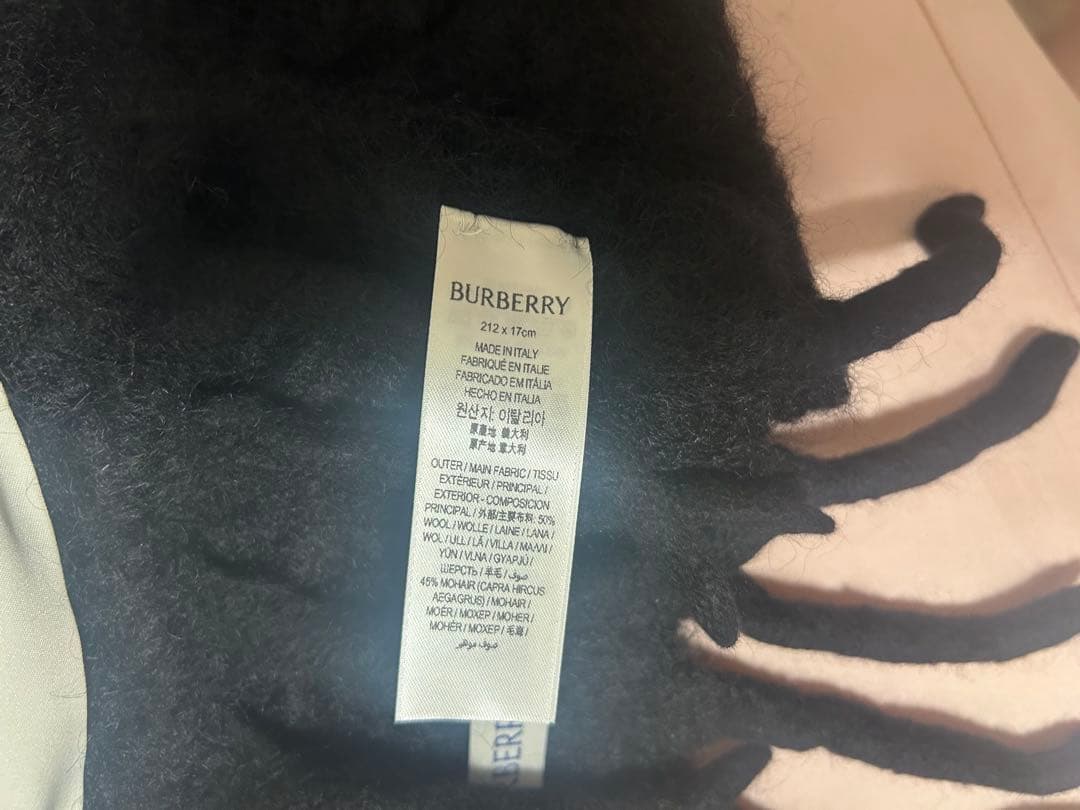 BURBERRY
212 x 17cm
MADE IN ITALY
FABRIQUÉ EN ITALIE
FABRICADO EM ITÁLIA
HECHO EN ITALIA
원산지: 이탈리아
原產地: 義大利
原产地: 意大利
OUTER / MAIN FABRIC / TISSU
EXTÉRIEUR / PRINCIPAL /
EXTERIOR - COMPOSICION
PRINCIPAL / 外部/主要布料: 50%
WOOL / WOLLE / LAINE / LANA /
WOL / ULL / LÃ / VILLA / ΜΑΛΛΙ /
YÜN / VLNA / GYAPJÚ /
ШЕРСТЬ / 羊毛 / صوف
45% MOHAIR (CAPRA HIRCUS
AEGAGRUS) / MOHAIR /
MOÉR / MOXEP / MOHER /
MOHÉR / MOXEP / 毛海 /
صوف موهير
BERR